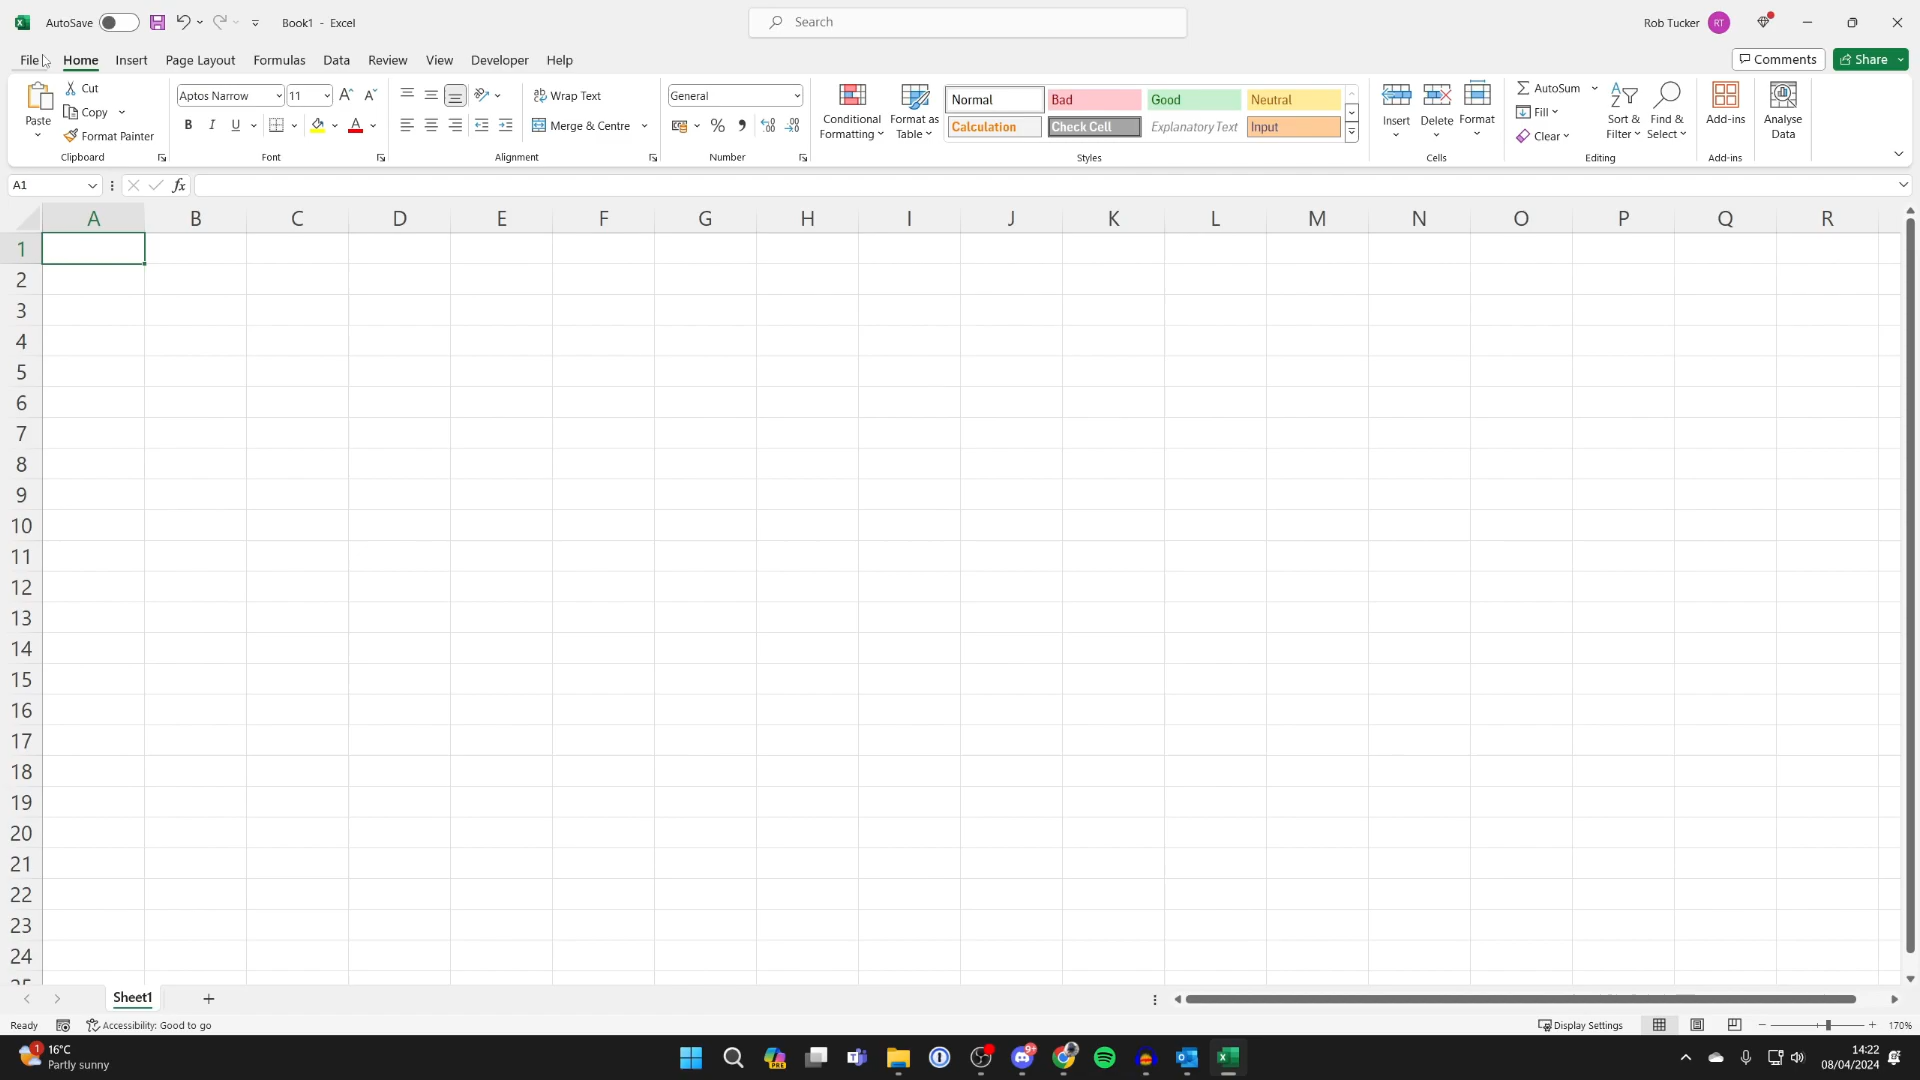 AutoSave Book1 - Excel Search Rob Tucker RT
File Home Insert Page Layout Formulas Data Review View Developer Help Comments Share
Paste Cut Copy Format Painter Clipboard
Aptos Narrow 11 B I U A Font
Wrap Text Merge & Centre Alignment
General % Number
Conditional Formatting Format as Table
Normal Bad Good Neutral
Calculation Check Cell Explanatory Text Input
Styles
Insert Delete Format Cells
AutoSum Fill Clear Sort & Filter Find & Select Editing
Add-ins Add-ins
Analyse Data
A1 fx
A B C D E F G H I J K L M N O P Q R
1
2
3
4
5
6
7
8
9
10
11
12
13
14
15
16
17
18
19
20
21
22
23
24
25
Sheet1
Ready Accessibility: Good to go Display Settings 170%
1 16°C PRE 9+ 14:22
Partly sunny 08/04/2024